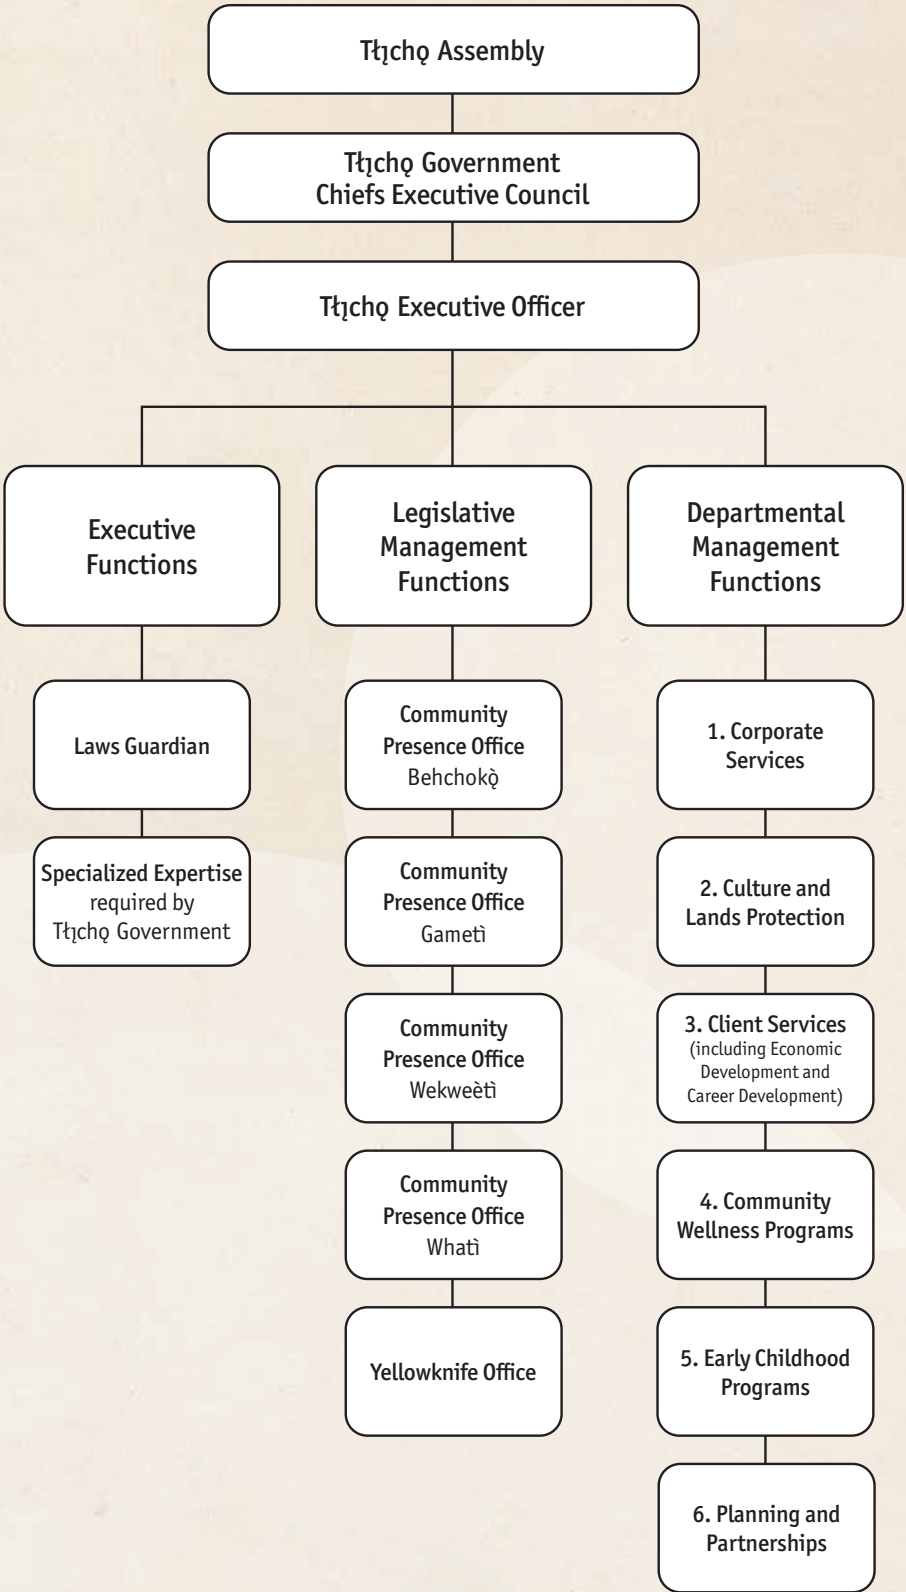 Tłı̨chǫ Assembly
Tłı̨chǫ Government
Chiefs Executive Council
Tłı̨chǫ Executive Officer
Executive
Functions
Laws Guardian
Specialized Expertise
required by
Tłı̨chǫ Government
Legislative
Management
Functions
Community
Presence Office
Behchokǫ̀
Community
Presence Office
Gametì
Community
Presence Office
Wekweètì
Community
Presence Office
Whatì
Yellowknife Office
Departmental
Management
Functions
1. Corporate
Services
2. Culture and
Lands Protection
3. Client Services
(including Economic
Development and
Career Development)
4. Community
Wellness Programs
5. Early Childhood
Programs
6. Planning and
Partnerships